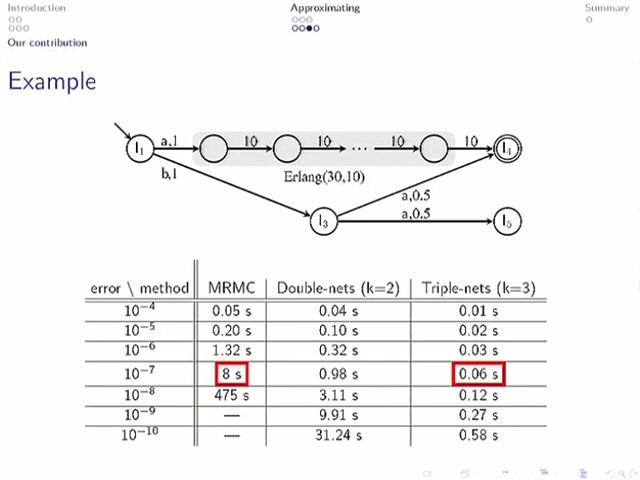 Introduction Approximating Summary
Our contribution
Example
a,1 10 10 ... 10 10
l₁ l₄
b,1 Erlang(30,10)
a,0.5
a,0.5
l₃ l₅
error \ method MRMC Double-nets (k=2) Triple-nets (k=3)
10⁻⁴ 0.05 s 0.04 s 0.01 s
10⁻⁵ 0.20 s 0.10 s 0.02 s
10⁻⁶ 1.32 s 0.32 s 0.03 s
10⁻⁷ 8 s 0.98 s 0.06 s
10⁻⁸ 475 s 3.11 s 0.12 s
10⁻⁹ — 9.91 s 0.27 s
10⁻¹⁰ — 31.24 s 0.58 s